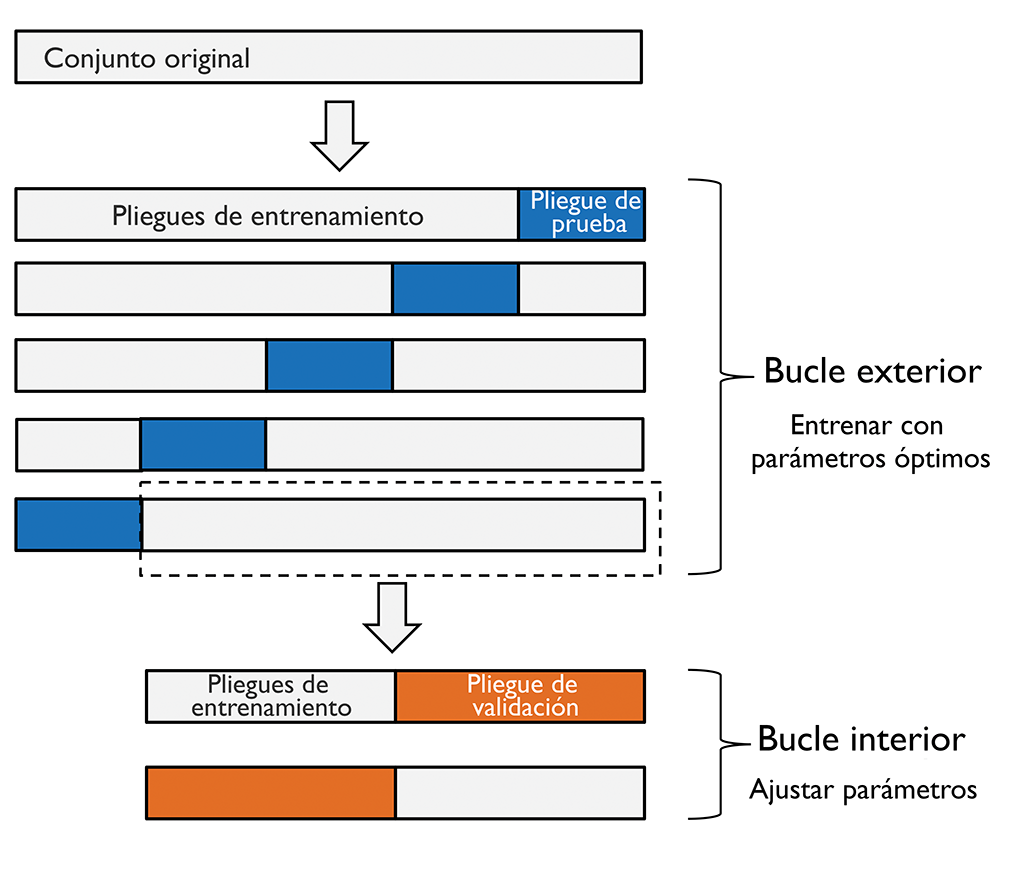 Conjunto original
Pliegues de entrenamiento
Pliegue de
prueba
Bucle exterior
Entrenar con
parámetros óptimos
Pliegues de
entrenamiento
Pliegue de
validación
Bucle interior
Ajustar parámetros